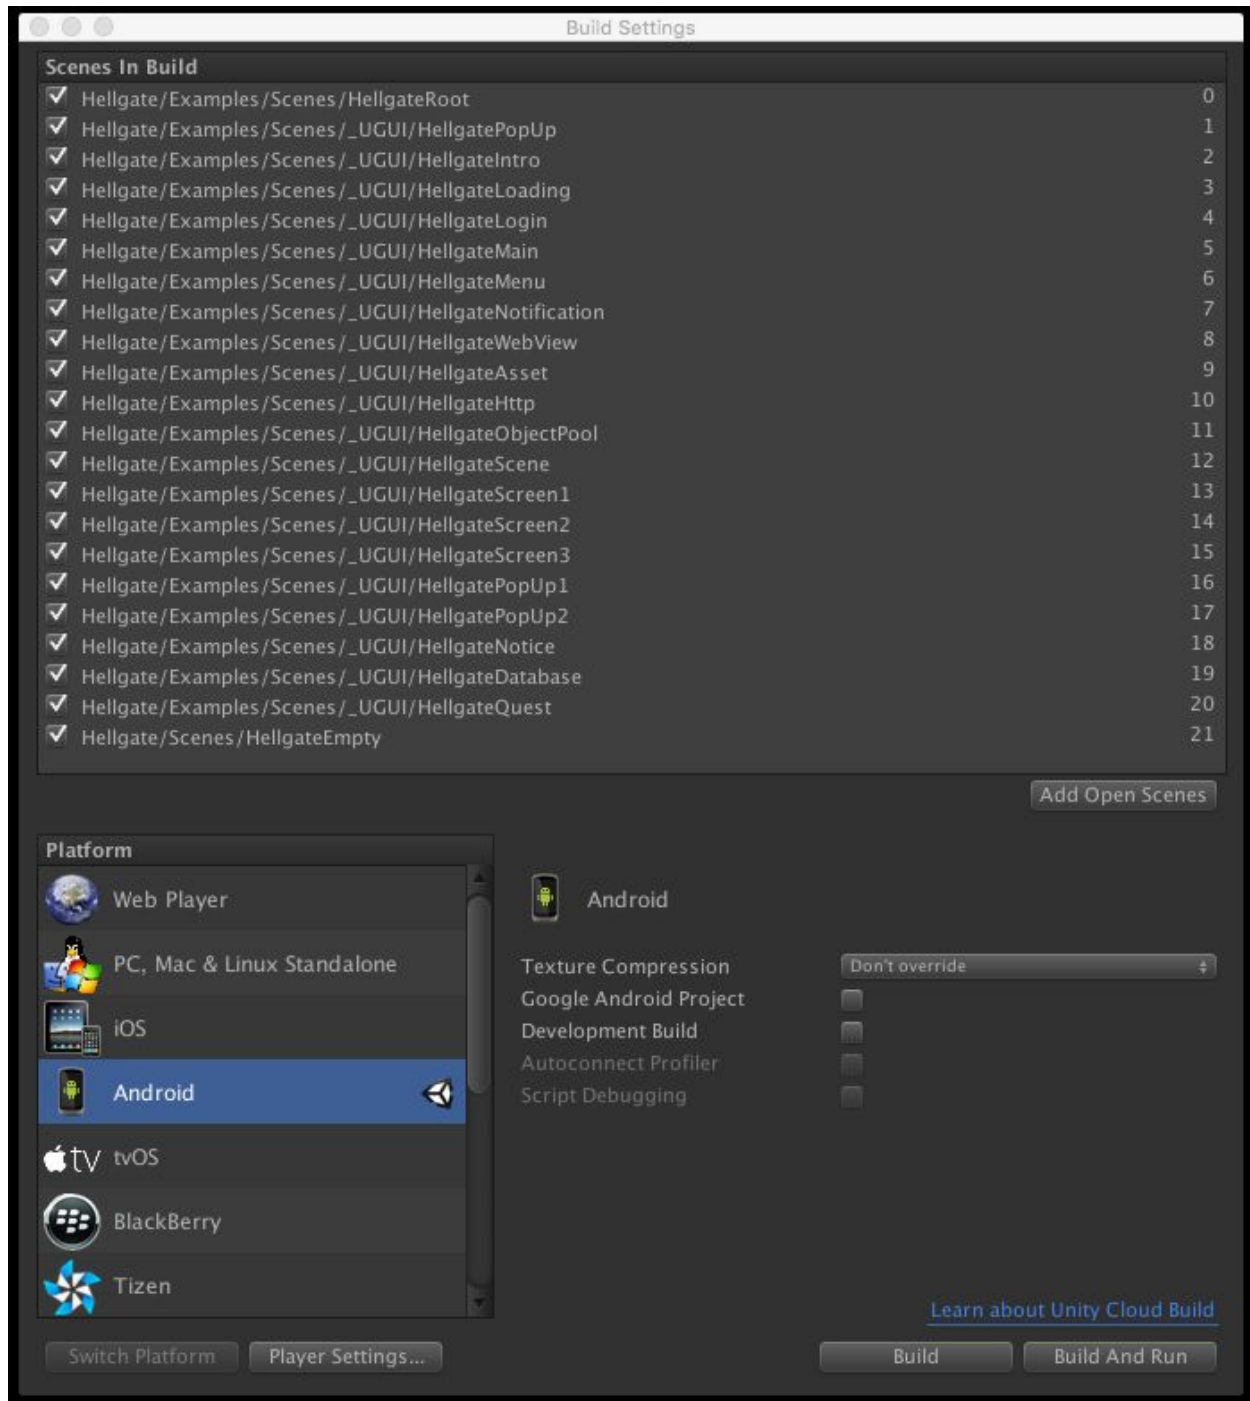 Build Settings
Scenes In Build
Hellgate/Examples/Scenes/HellgateRoot 0
Hellgate/Examples/Scenes/_UGUI/HellgatePopUp 1
Hellgate/Examples/Scenes/_UGUI/HellgateIntro 2
Hellgate/Examples/Scenes/_UGUI/HellgateLoading 3
Hellgate/Examples/Scenes/_UGUI/HellgateLogin 4
Hellgate/Examples/Scenes/_UGUI/HellgateMain 5
Hellgate/Examples/Scenes/_UGUI/HellgateMenu 6
Hellgate/Examples/Scenes/_UGUI/HellgateNotification 7
Hellgate/Examples/Scenes/_UGUI/HellgateWebView 8
Hellgate/Examples/Scenes/_UGUI/HellgateAsset 9
Hellgate/Examples/Scenes/_UGUI/HellgateHttp 10
Hellgate/Examples/Scenes/_UGUI/HellgateObjectPool 11
Hellgate/Examples/Scenes/_UGUI/HellgateScene 12
Hellgate/Examples/Scenes/_UGUI/HellgateScreen1 13
Hellgate/Examples/Scenes/_UGUI/HellgateScreen2 14
Hellgate/Examples/Scenes/_UGUI/HellgateScreen3 15
Hellgate/Examples/Scenes/_UGUI/HellgatePopUp1 16
Hellgate/Examples/Scenes/_UGUI/HellgatePopUp2 17
Hellgate/Examples/Scenes/_UGUI/HellgateNotice 18
Hellgate/Examples/Scenes/_UGUI/HellgateDatabase 19
Hellgate/Examples/Scenes/_UGUI/HellgateQuest 20
Hellgate/Scenes/HellgateEmpty 21
Add Open Scenes
Platform
Web Player
PC, Mac & Linux Standalone
iOS
Android
tv tvOS
BlackBerry
Tizen
Android
Texture Compression Don't override
Google Android Project
Development Build
Autoconnect Profiler
Script Debugging
Learn about Unity Cloud Build
Switch Platform Player Settings... Build Build And Run